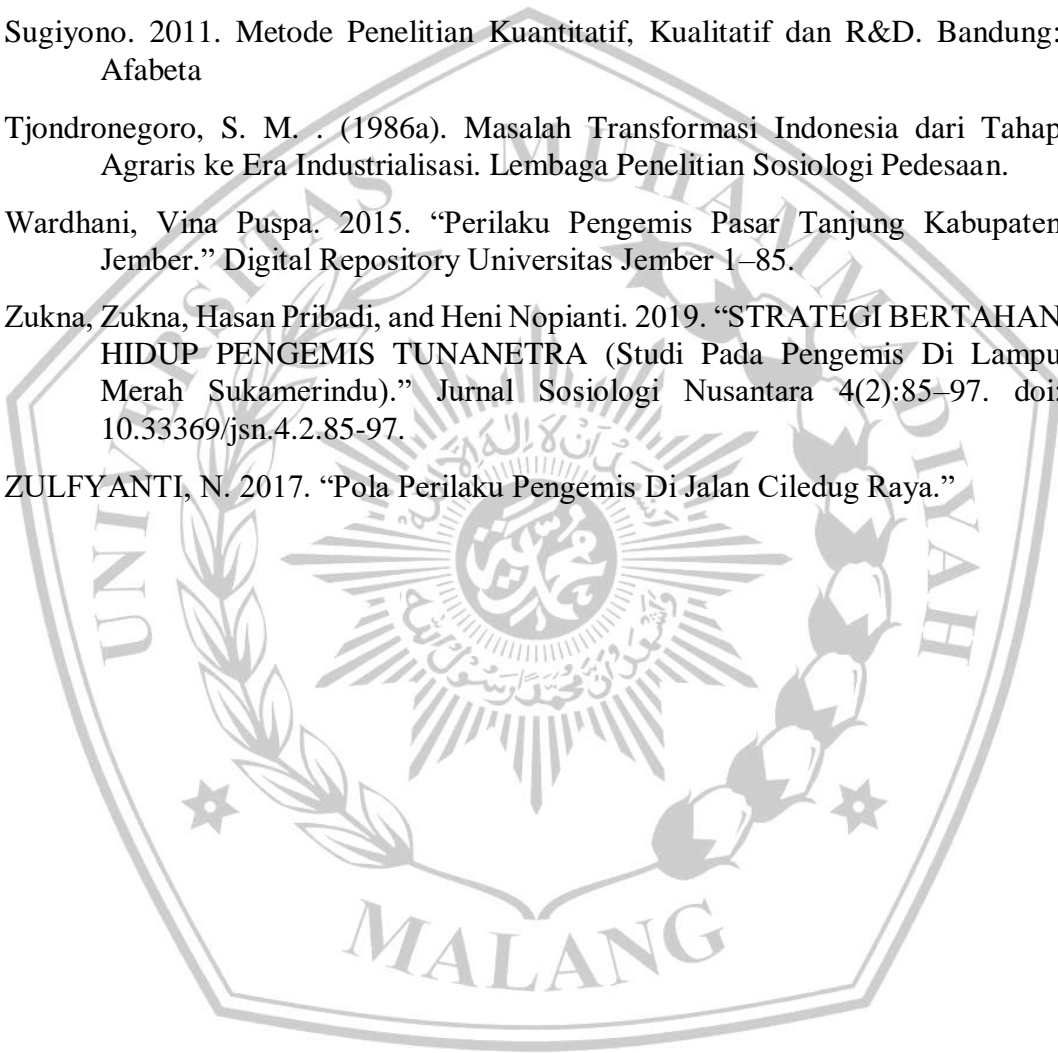 Sugiyono. 2011. Metode Penelitian Kuantitatif, Kualitatif dan R&D. Bandung:
Afabeta
Tjondronegoro, S. M. . (1986a). Masalah Transformasi Indonesia dari Tahap
Agraris ke Era Industrialisasi. Lembaga Penelitian Sosiologi Pedesaan.
Wardhani, Vina Puspa. 2015. “Perilaku Pengemis Pasar Tanjung Kabupaten
Jember.” Digital Repository Universitas Jember 1–85.
Zukna, Zukna, Hasan Pribadi, and Heni Nopianti. 2019. “STRATEGI BERTAHAN
HIDUP PENGEMIS TUNANETRA (Studi Pada Pengemis Di Lampu
Merah Sukamerindu).” Jurnal Sosiologi Nusantara 4(2):85–97. doi:
10.33369/jsn.4.2.85-97.
ZULFYANTI, N. 2017. “Pola Perilaku Pengemis Di Jalan Ciledug Raya.”
UNIVERSITAS MUHAMMADIYAH
MALANG